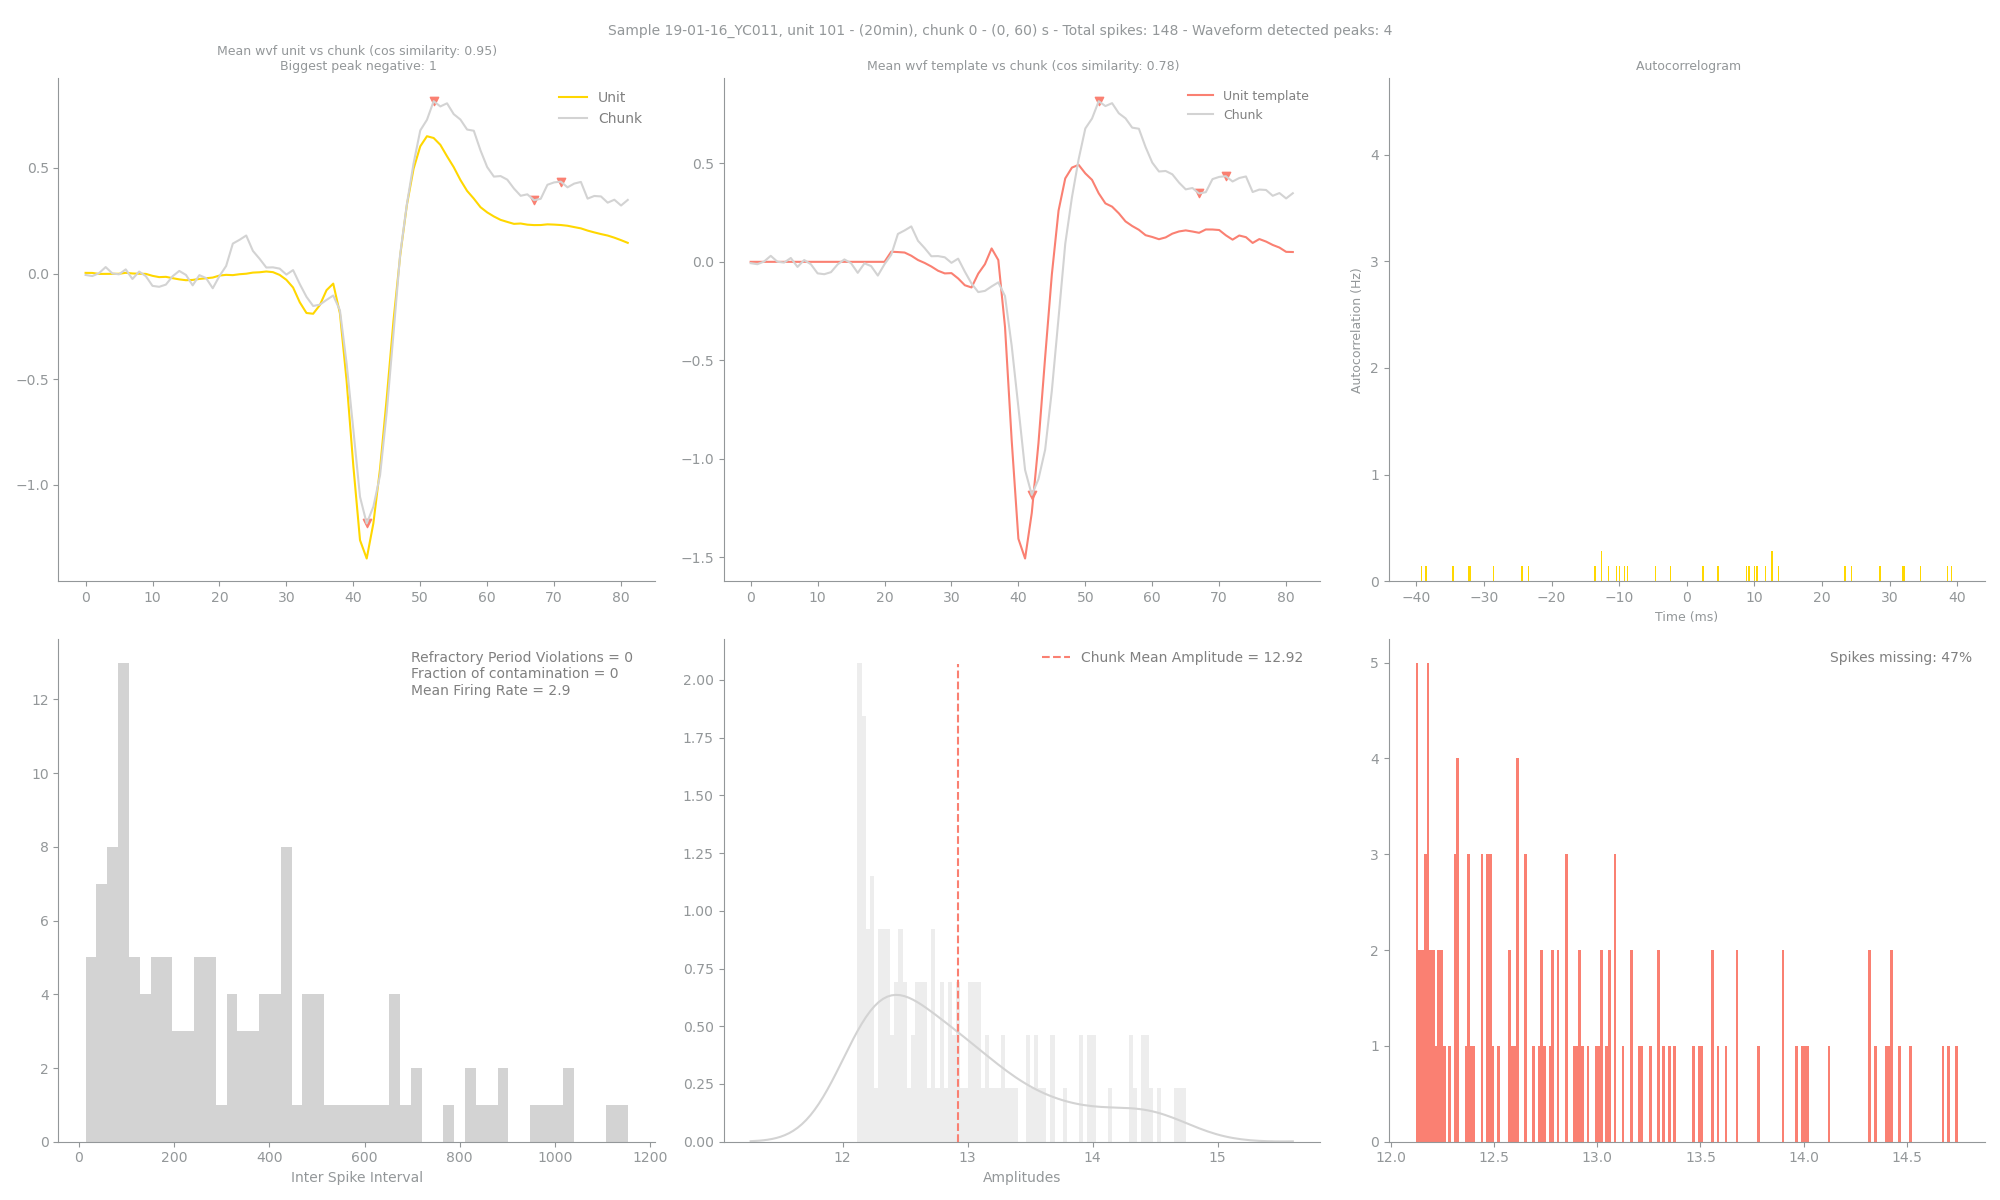 Sample 19-01-16_YC011, unit 101 - (20min), chunk 0 - (0, 60) s - Total spikes: 148 - Waveform detected peaks: 4
Mean wvf unit vs chunk (cos similarity: 0.95)
Biggest peak negative: 1
Unit
Chunk
0.5
0.0
−0.5
−1.0
0 10 20 30 40 50 60 70 80
Mean wvf template vs chunk (cos similarity: 0.78)
Unit template
Chunk
0.5
0.0
−0.5
−1.0
−1.5
0 10 20 30 40 50 60 70 80
Autocorrelogram
Autocorrelation (Hz)
4
3
2
1
0
−40 −30 −20 −10 0 10 20 30 40
Time (ms)
Refractory Period Violations = 0
Fraction of contamination = 0
Mean Firing Rate = 2.9
12
10
8
6
4
2
0
0 200 400 600 800 1000 1200
Inter Spike Interval
Chunk Mean Amplitude = 12.92
2.00
1.75
1.50
1.25
1.00
0.75
0.50
0.25
0.00
12 13 14 15
Amplitudes
Spikes missing: 47%
5
4
3
2
1
0
12.0 12.5 13.0 13.5 14.0 14.5